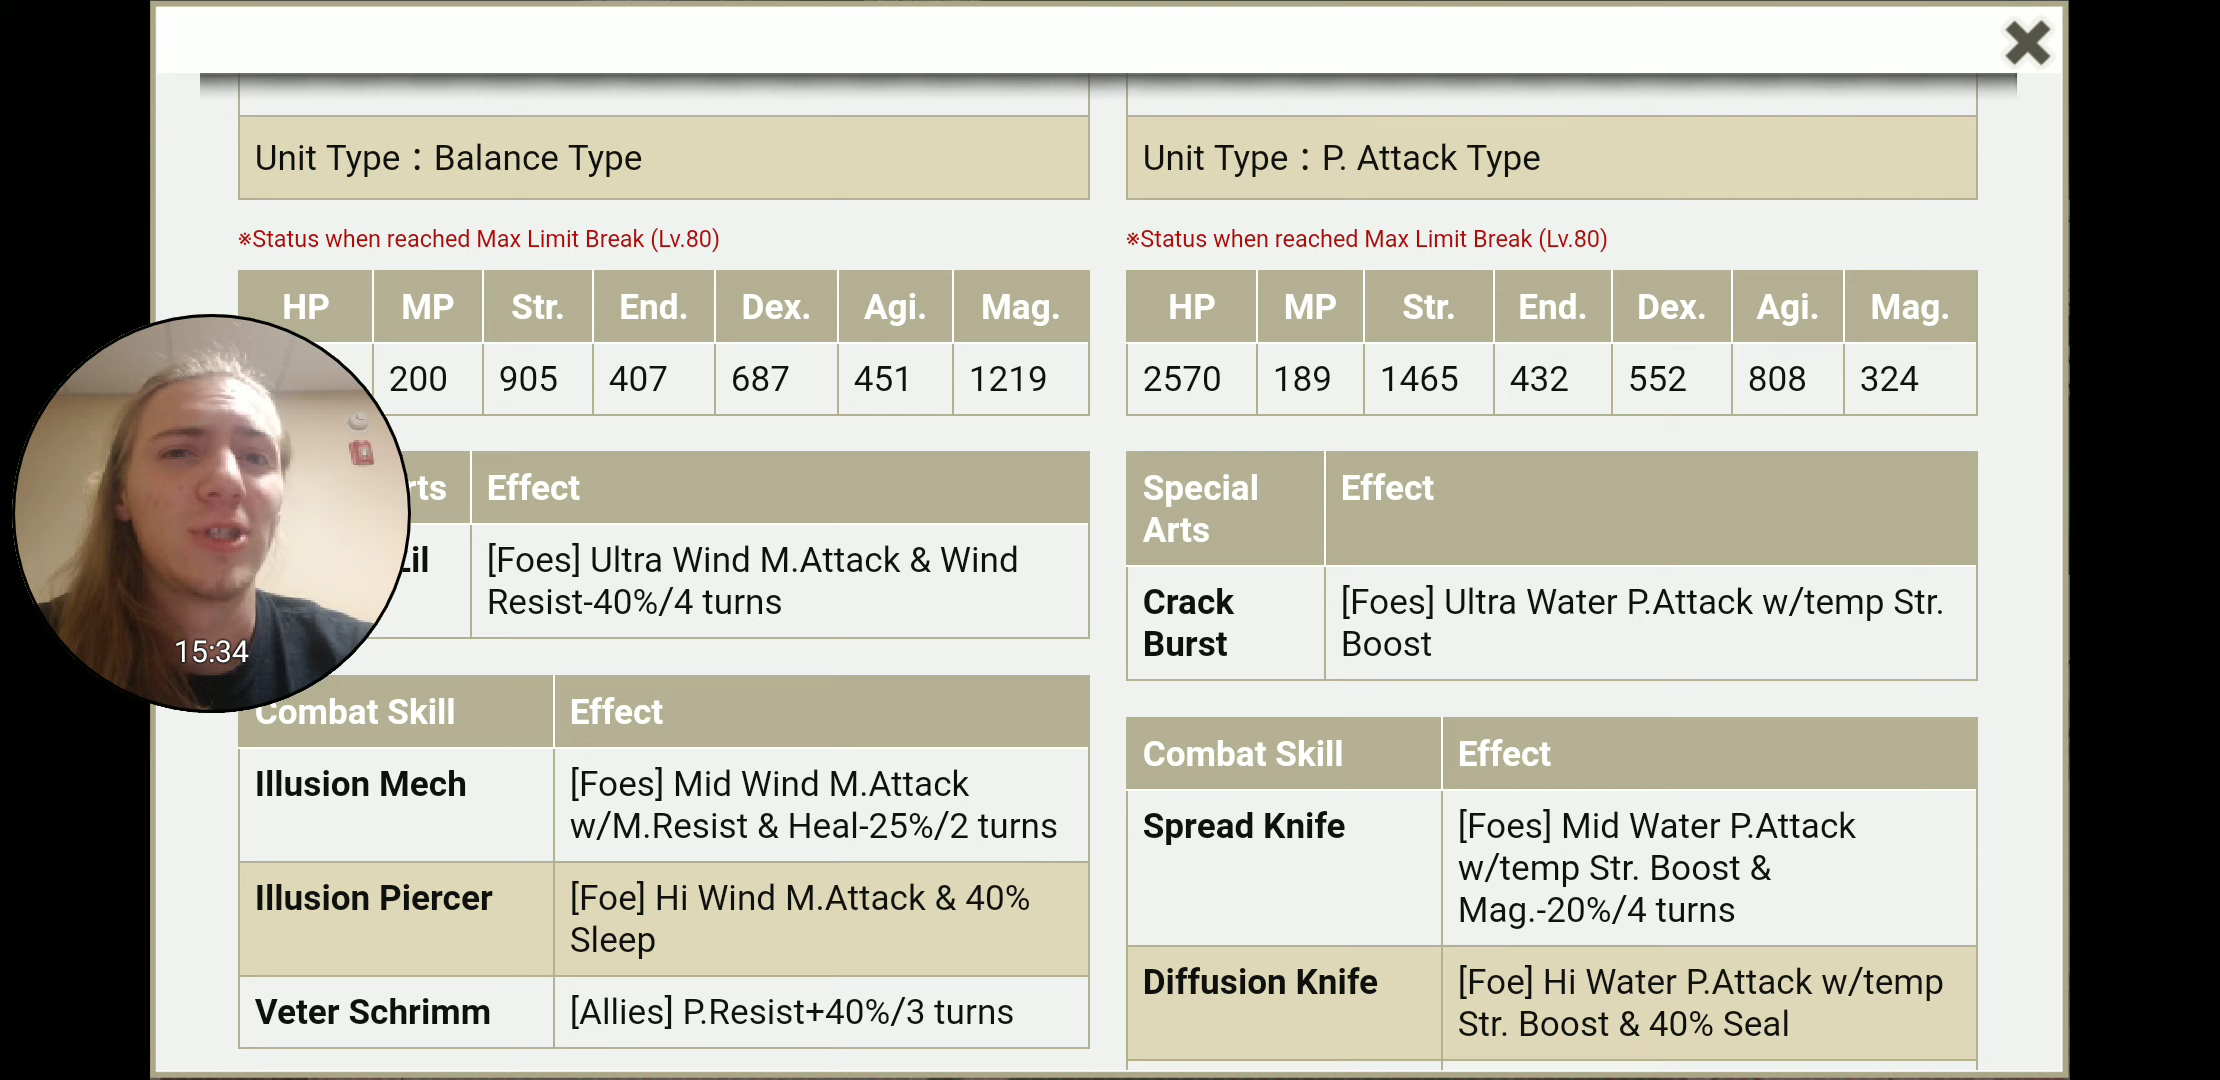 Unit Type : Balance Type
※Status when reached Max Limit Break (Lv.80)
HP MP Str. End. Dex. Agi. Mag.
200 905 407 687 451 1219
rts Effect
Lil [Foes] Ultra Wind M.Attack & Wind
Resist-40%/4 turns
15:34
Combat Skill Effect
Illusion Mech [Foes] Mid Wind M.Attack
w/M.Resist & Heal-25%/2 turns
Illusion Piercer [Foe] Hi Wind M.Attack & 40%
Sleep
Veter Schrimm [Allies] P.Resist+40%/3 turns
Unit Type : P. Attack Type
※Status when reached Max Limit Break (Lv.80)
HP MP Str. End. Dex. Agi. Mag.
2570 189 1465 432 552 808 324
Special Effect
Arts
Crack [Foes] Ultra Water P.Attack w/temp Str.
Burst Boost
Combat Skill Effect
Spread Knife [Foes] Mid Water P.Attack
w/temp Str. Boost &
Mag.-20%/4 turns
Diffusion Knife [Foe] Hi Water P.Attack w/temp
Str. Boost & 40% Seal